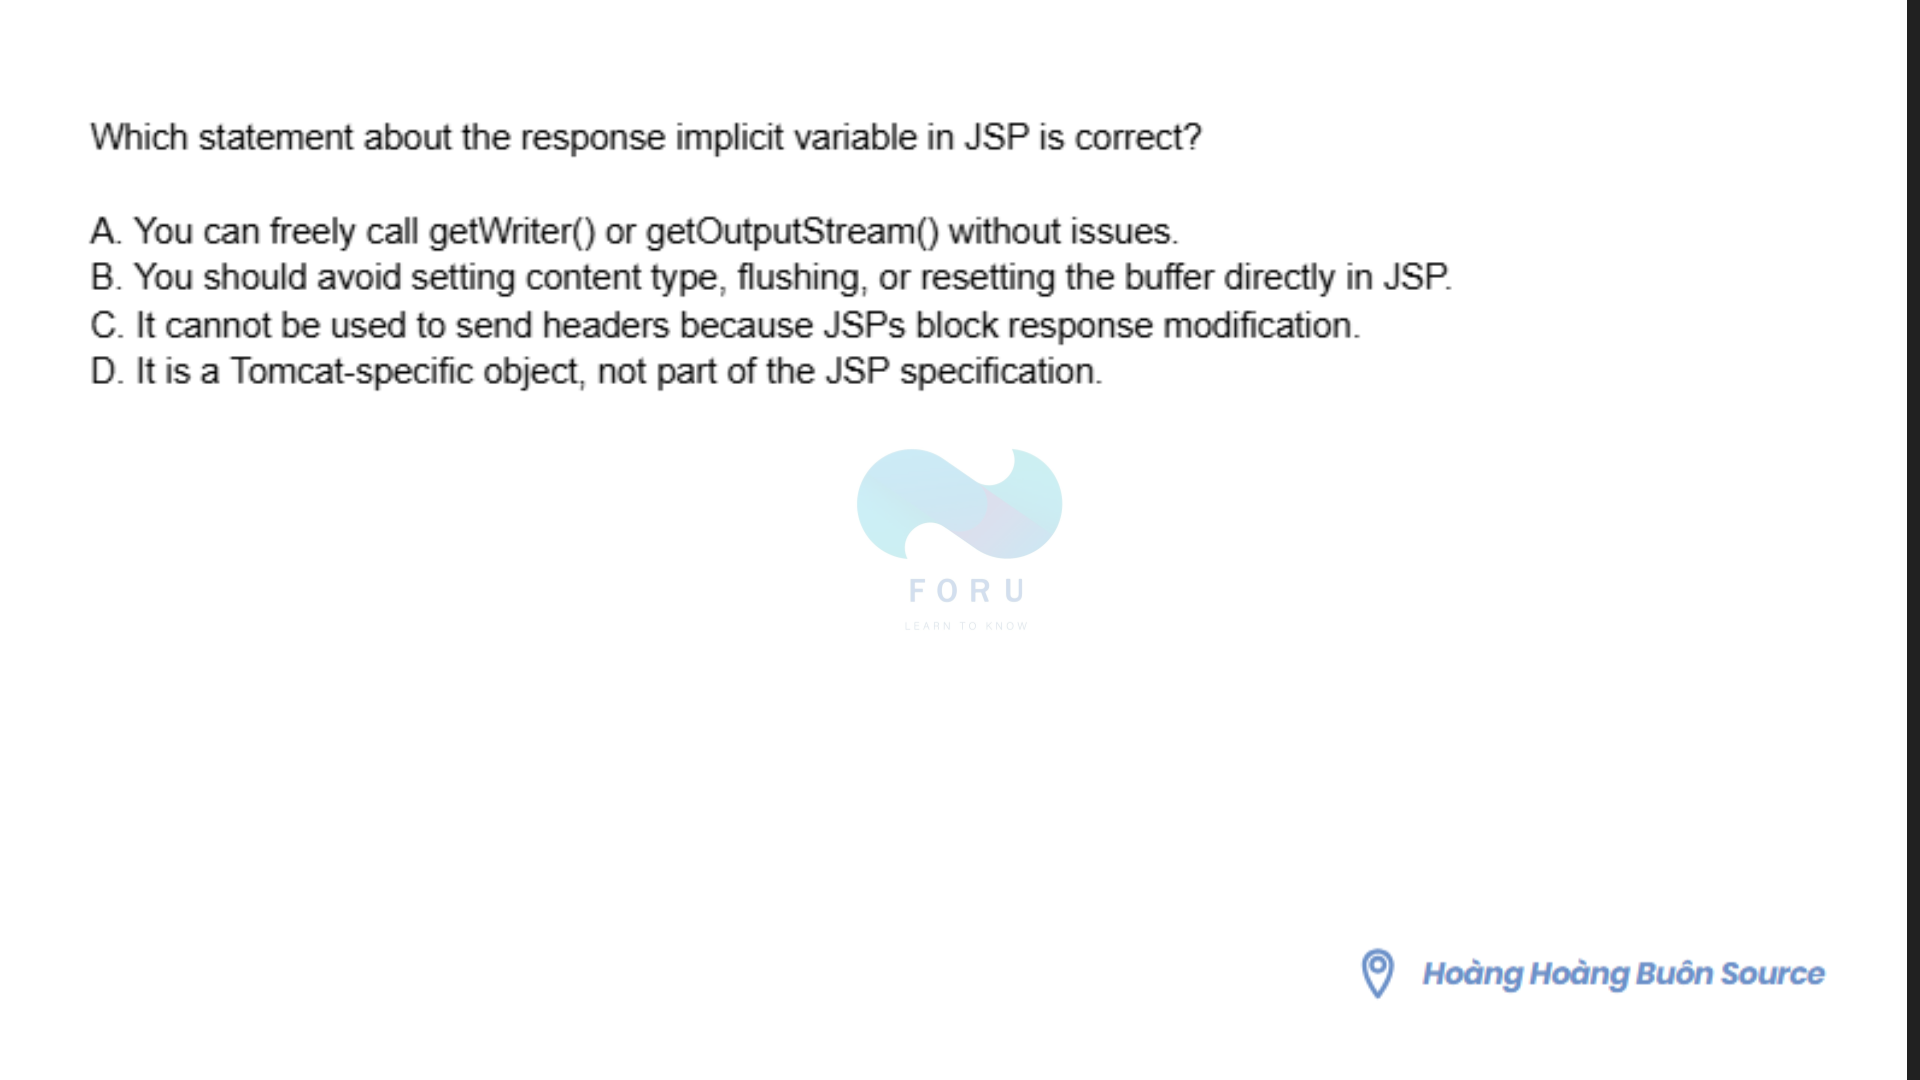 Which statement about the response implicit variable in JSP is correct?
A. You can freely call getWriter() or getOutputStream() without issues.
B. You should avoid setting content type, flushing, or resetting the buffer directly in JSP.
C. It cannot be used to send headers because JSPs block response modification.
D. It is a Tomcat-specific object, not part of the JSP specification.
FORU
LEARN TO KNOW
Hoàng Hoàng Buôn Source